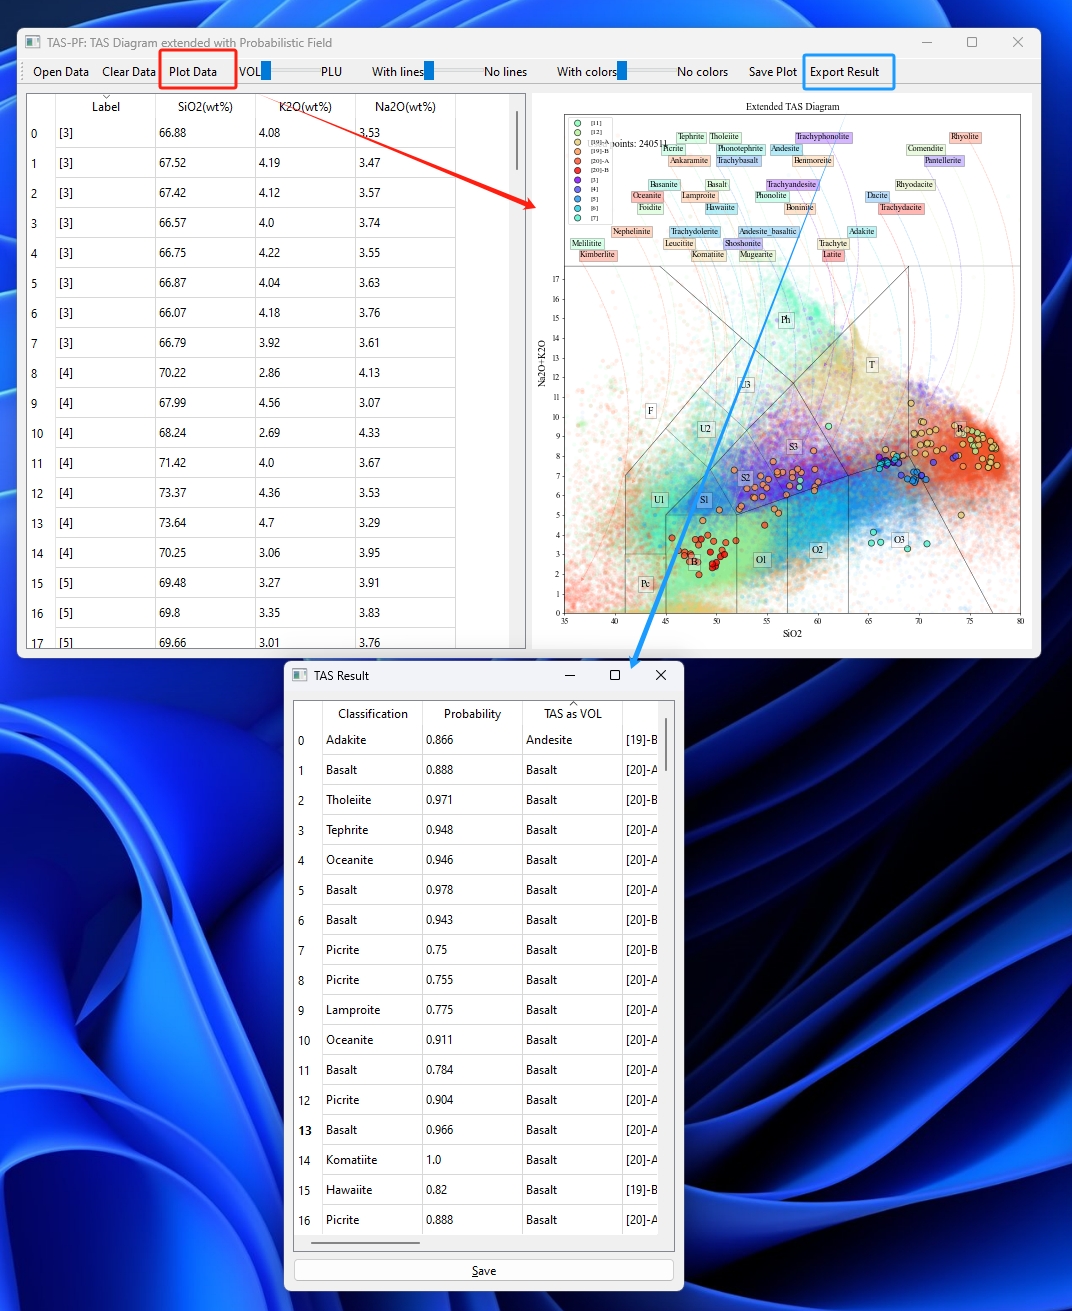 TAS-PF: TAS Diagram extended with Probabilistic Field
Open Data Clear Data Plot Data VOL PLU With lines No lines With colors No colors Save Plot Export Result
Label SiO2(wt%) K2O(wt%) Na2O(wt%)
0 [3] 66.88 4.08 3.53
1 [3] 67.52 4.19 3.47
2 [3] 67.42 4.12 3.57
3 [3] 66.57 4.0 3.74
4 [3] 66.75 4.22 3.55
5 [3] 66.87 4.04 3.63
6 [3] 66.07 4.18 3.76
7 [3] 66.79 3.92 3.61
8 [4] 70.22 2.86 4.13
9 [4] 67.99 4.56 3.07
10 [4] 68.24 2.69 4.33
11 [4] 71.42 4.0 3.67
12 [4] 73.37 4.36 3.53
13 [4] 73.64 4.7 3.29
14 [4] 70.25 3.06 3.95
15 [5] 69.48 3.27 3.91
16 [5] 69.8 3.35 3.83
17 [5] 69.66 3.01 3.76
Extended TAS Diagram
[11]
[12]
[19]-A
[19]-B
[20]-A
[20]-B
[3]
[4]
[5]
[6]
[7]
points: 240511
Tephrite Tholeiite Trachyphonolite Rhyolite
Picrite Phonotephrite Andesite Comendite
Ankaramite Trachybasalt Benmoreite Pantellerite
Basanite Basalt Trachyandesite Rhyodacite
Oceanite Lamproite Phonolite Dacite
Foidite Hawaiite Boninite Trachydacite
Nephelinite Trachydolerite Andesite_basaltic Adakite
Melilitite Leucitite Shoshonite Trachyte
Kimberlite Komatiite Mugearite Latite
Na2O+K2O
17
16
15
14
13
12
11
10
9
8
7
6
5
4
3
2
1
0
Ph
T
U3
F
U2
R
S3
S2
U1
S1
O3
O2
B
O1
Pc
35 40 45 50 55 60 65 70 75 80
SiO2
TAS Result
Classification Probability TAS as VOL
0 Adakite 0.866 Andesite [19]-B
1 Basalt 0.888 Basalt [20]-A
2 Tholeiite 0.971 Basalt [20]-B
3 Tephrite 0.948 Basalt [20]-A
4 Oceanite 0.946 Basalt [20]-A
5 Basalt 0.978 Basalt [20]-A
6 Basalt 0.943 Basalt [20]-B
7 Picrite 0.75 Basalt [20]-B
8 Picrite 0.755 Basalt [20]-A
9 Lamproite 0.775 Basalt [20]-A
10 Oceanite 0.911 Basalt [20]-A
11 Basalt 0.784 Basalt [20]-A
12 Picrite 0.904 Basalt [20]-A
13 Basalt 0.966 Basalt [20]-A
14 Komatiite 1.0 Basalt [20]-A
15 Hawaiite 0.82 Basalt [19]-B
16 Picrite 0.888 Basalt [20]-A
Save